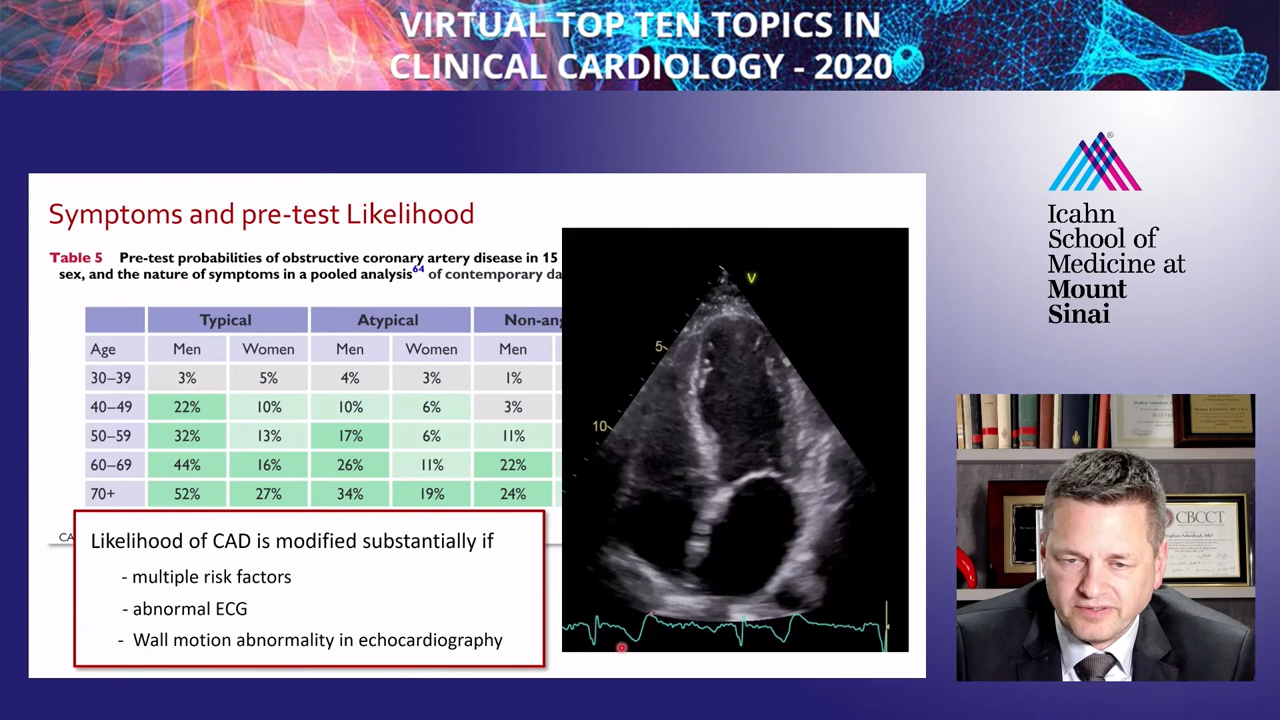 VIRTUAL TOP TEN TOPICS IN
CLINICAL CARDIOLOGY - 2020
®
Icahn
School of
Medicine at
Mount
Sinai
Symptoms and pre-test Likelihood
Table 5 Pre-test probabilities of obstructive coronary artery disease in 15
sex, and the nature of symptoms in a pooled analysis64 of contemporary da
Typical Atypical Non-ang
Age Men Women Men Women Men
30–39 3% 5% 4% 3% 1%
40–49 22% 10% 10% 6% 3%
50–59 32% 13% 17% 6% 11%
60–69 44% 16% 26% 11% 22%
70+ 52% 27% 34% 19% 24%
CA
Likelihood of CAD is modified substantially if
- multiple risk factors
- abnormal ECG
- Wall motion abnormality in echocardiography
V
5
10
CBCCT